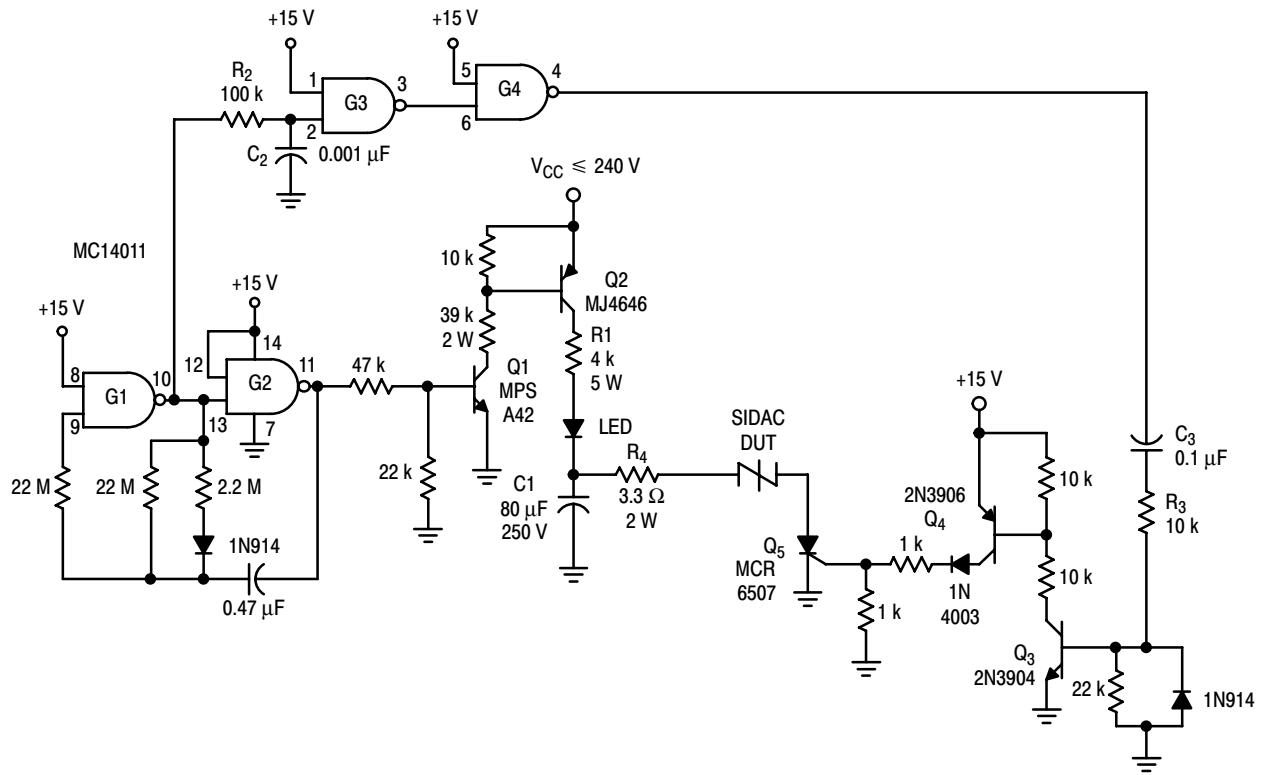 +15 V
+15 V
R2
100 k
1
2
G3
3
5
6
G4
4
C2
0.001 μF
VCC ≤ 240 V
MC14011
+15 V
+15 V
8
9
G1
10
12
14
G2
11
13
7
47 k
22 k
10 k
39 k
2 W
Q1
MPS
A42
Q2
MJ4646
R1
4 k
5 W
LED
22 M
22 M
2.2 M
1N914
0.47 μF
C1
80 μF
250 V
R4
3.3 Ω
2 W
SIDAC
DUT
Q5
MCR
6507
1 k
1 k
1N
4003
+15 V
2N3906
Q4
10 k
10 k
C3
0.1 μF
R3
10 k
Q3
2N3904
22 k
1N914